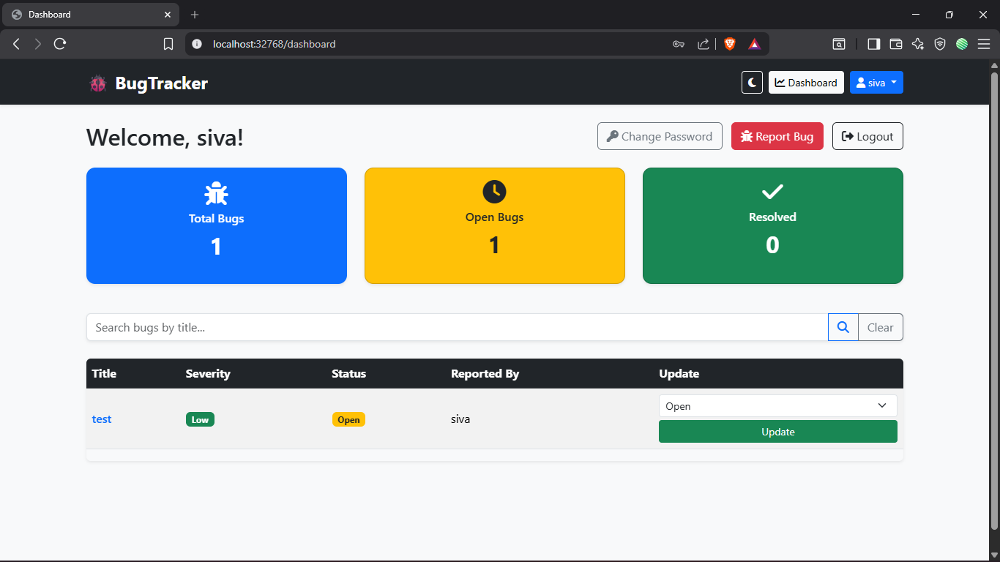 Dashboard
localhost:32768/dashboard
BugTracker
Dashboard
siva
Welcome, siva!
Change Password
Report Bug
Logout
Total Bugs
1
Open Bugs
1
Resolved
0
Search bugs by title...
Clear
Title Severity Status Reported By Update
test Low Open siva Open
Update